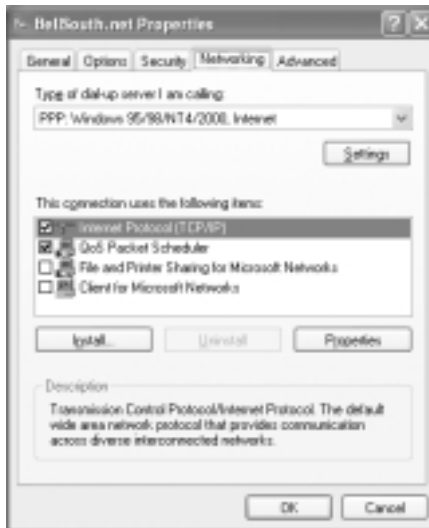 BellSouth.net Properties
General Options Security Networking Advanced
Type of dial-up server I am calling:
PPP: Windows 95/98/NT4/2000, Internet
Settings
This connection uses the following items:
Internet Protocol (TCP/IP)
QoS Packet Scheduler
File and Printer Sharing for Microsoft Networks
Client for Microsoft Networks
Install... Uninstall Properties
Description
Transmission Control Protocol/Internet Protocol. The default
wide area network protocol that provides communication
across diverse interconnected networks.
OK Cancel